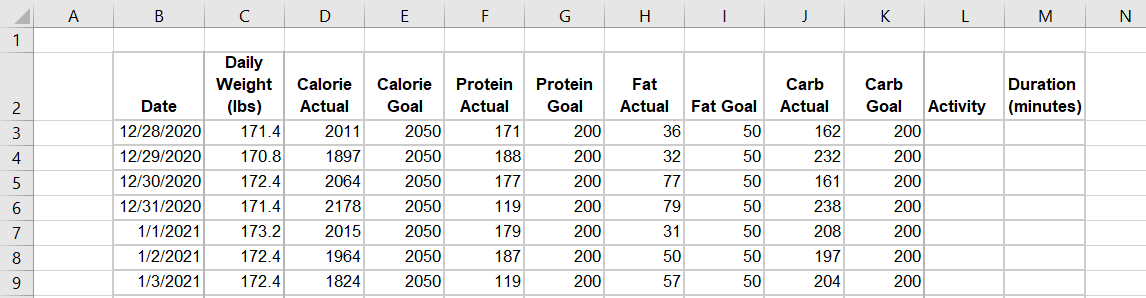 A B C D E F G H I J K L M N
1
Daily
Weight Calorie Calorie Protein Protein Fat Carb Carb Duration
2 Date (lbs) Actual Goal Actual Goal Actual Fat Goal Actual Goal Activity (minutes)
3 12/28/2020 171.4 2011 2050 171 200 36 50 162 200
4 12/29/2020 170.8 1897 2050 188 200 32 50 232 200
5 12/30/2020 172.4 2064 2050 177 200 77 50 161 200
6 12/31/2020 171.4 2178 2050 119 200 79 50 238 200
7 1/1/2021 173.2 2015 2050 179 200 31 50 208 200
8 1/2/2021 172.4 1964 2050 187 200 50 50 197 200
9 1/3/2021 172.4 1824 2050 119 200 57 50 204 200